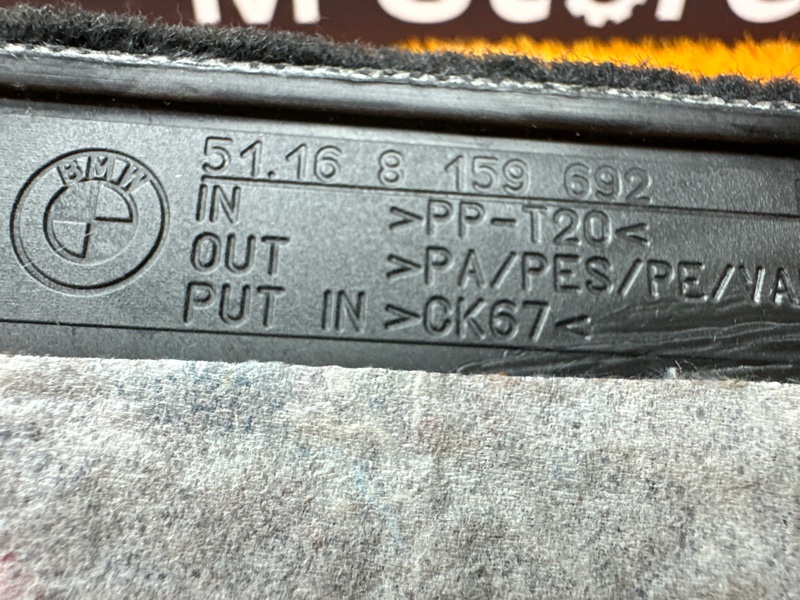 BMW
51.16 8 159 692
IN >PP-T20<
OUT >PA/PES/PE/
PUT IN >CK67<